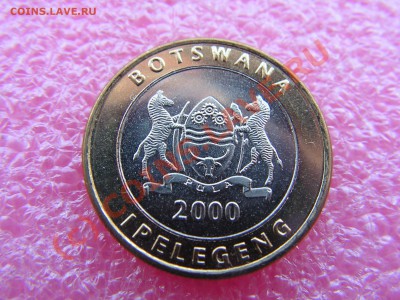 COINS.LAVE.RU
BOTSWANA
PULA
2000
IPELEGENG